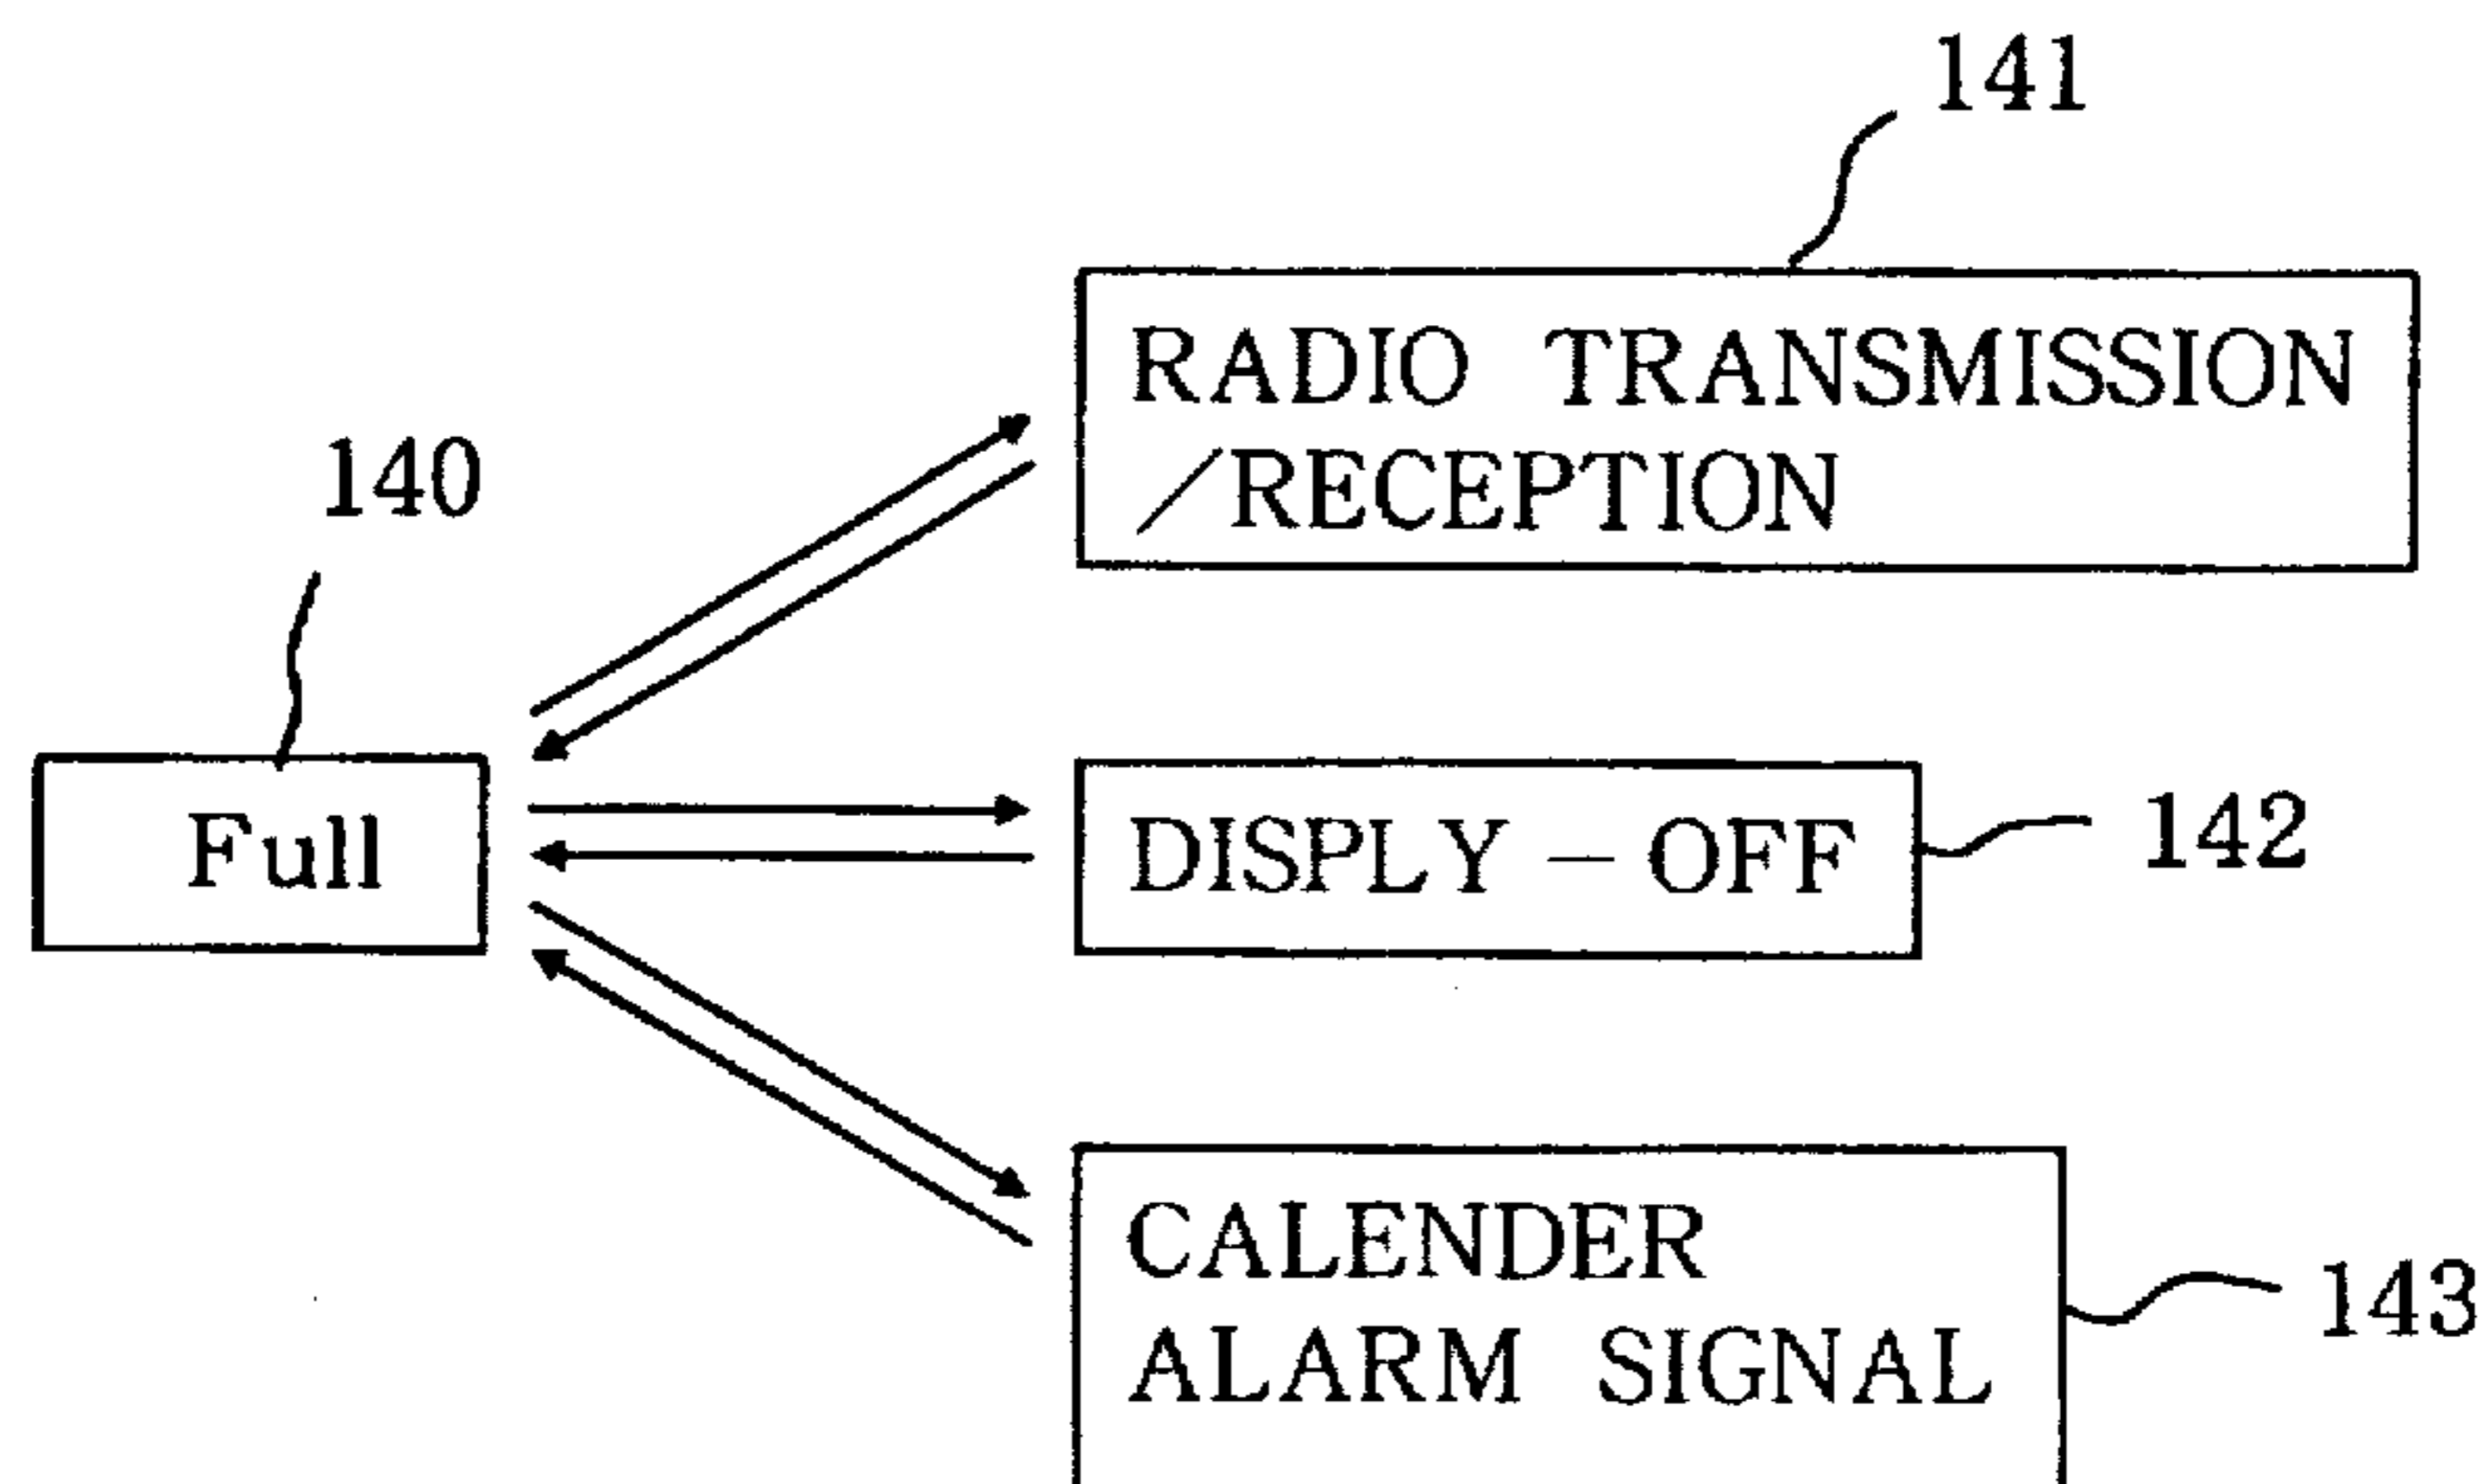 141
RADIO TRANSMISSION
/RECEPTION
140
Full
DISPLY-OFF
142
CALENDER
ALARM SIGNAL
143